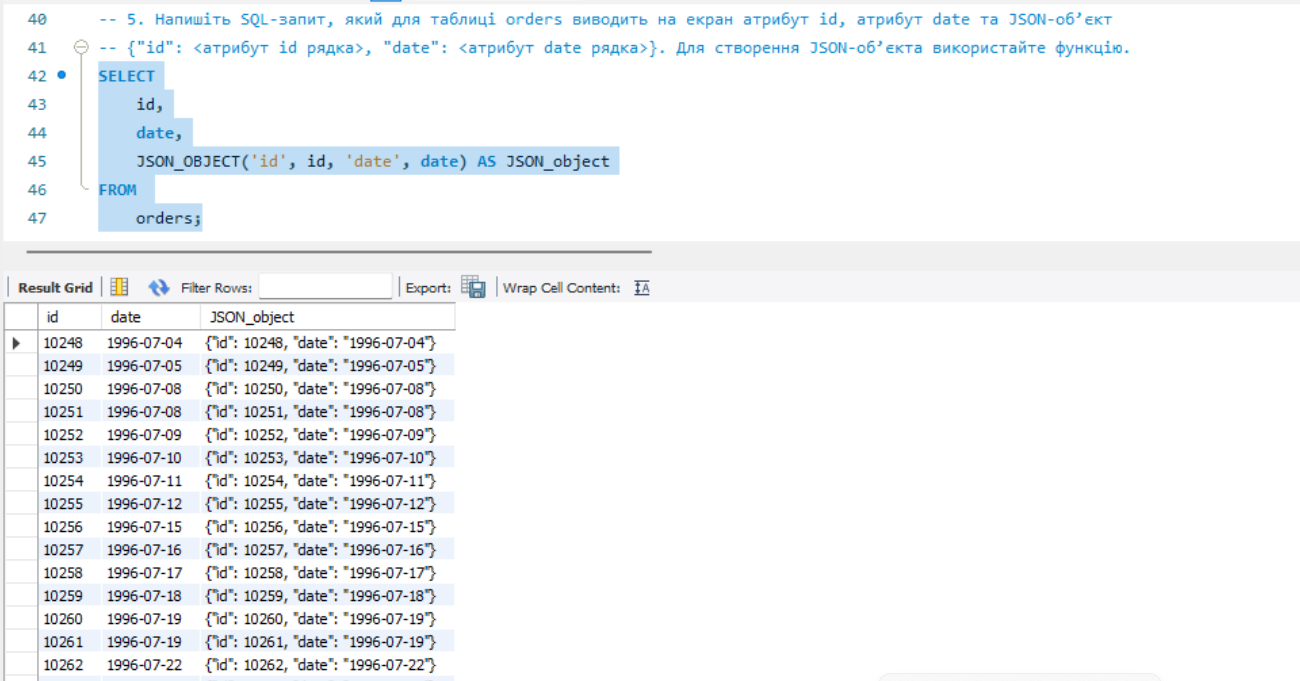 40 -- 5. Напишіть SQL-запит, який для таблиці orders виводить на екран атрибут id, атрибут date та JSON-об’єкт
41 -- {"id": <атрибут id рядка>, "date": <атрибут date рядка>}. Для створення JSON-об’єкта використайте функцію.
42 SELECT
43 id,
44 date,
45 JSON_OBJECT('id', id, 'date', date) AS JSON_object
46 FROM
47 orders;
Result Grid Filter Rows: Export: Wrap Cell Content: IA
id date JSON_object
10248 1996-07-04 {"id": 10248, "date": "1996-07-04"}
10249 1996-07-05 {"id": 10249, "date": "1996-07-05"}
10250 1996-07-08 {"id": 10250, "date": "1996-07-08"}
10251 1996-07-08 {"id": 10251, "date": "1996-07-08"}
10252 1996-07-09 {"id": 10252, "date": "1996-07-09"}
10253 1996-07-10 {"id": 10253, "date": "1996-07-10"}
10254 1996-07-11 {"id": 10254, "date": "1996-07-11"}
10255 1996-07-12 {"id": 10255, "date": "1996-07-12"}
10256 1996-07-15 {"id": 10256, "date": "1996-07-15"}
10257 1996-07-16 {"id": 10257, "date": "1996-07-16"}
10258 1996-07-17 {"id": 10258, "date": "1996-07-17"}
10259 1996-07-18 {"id": 10259, "date": "1996-07-18"}
10260 1996-07-19 {"id": 10260, "date": "1996-07-19"}
10261 1996-07-19 {"id": 10261, "date": "1996-07-19"}
10262 1996-07-22 {"id": 10262, "date": "1996-07-22"}